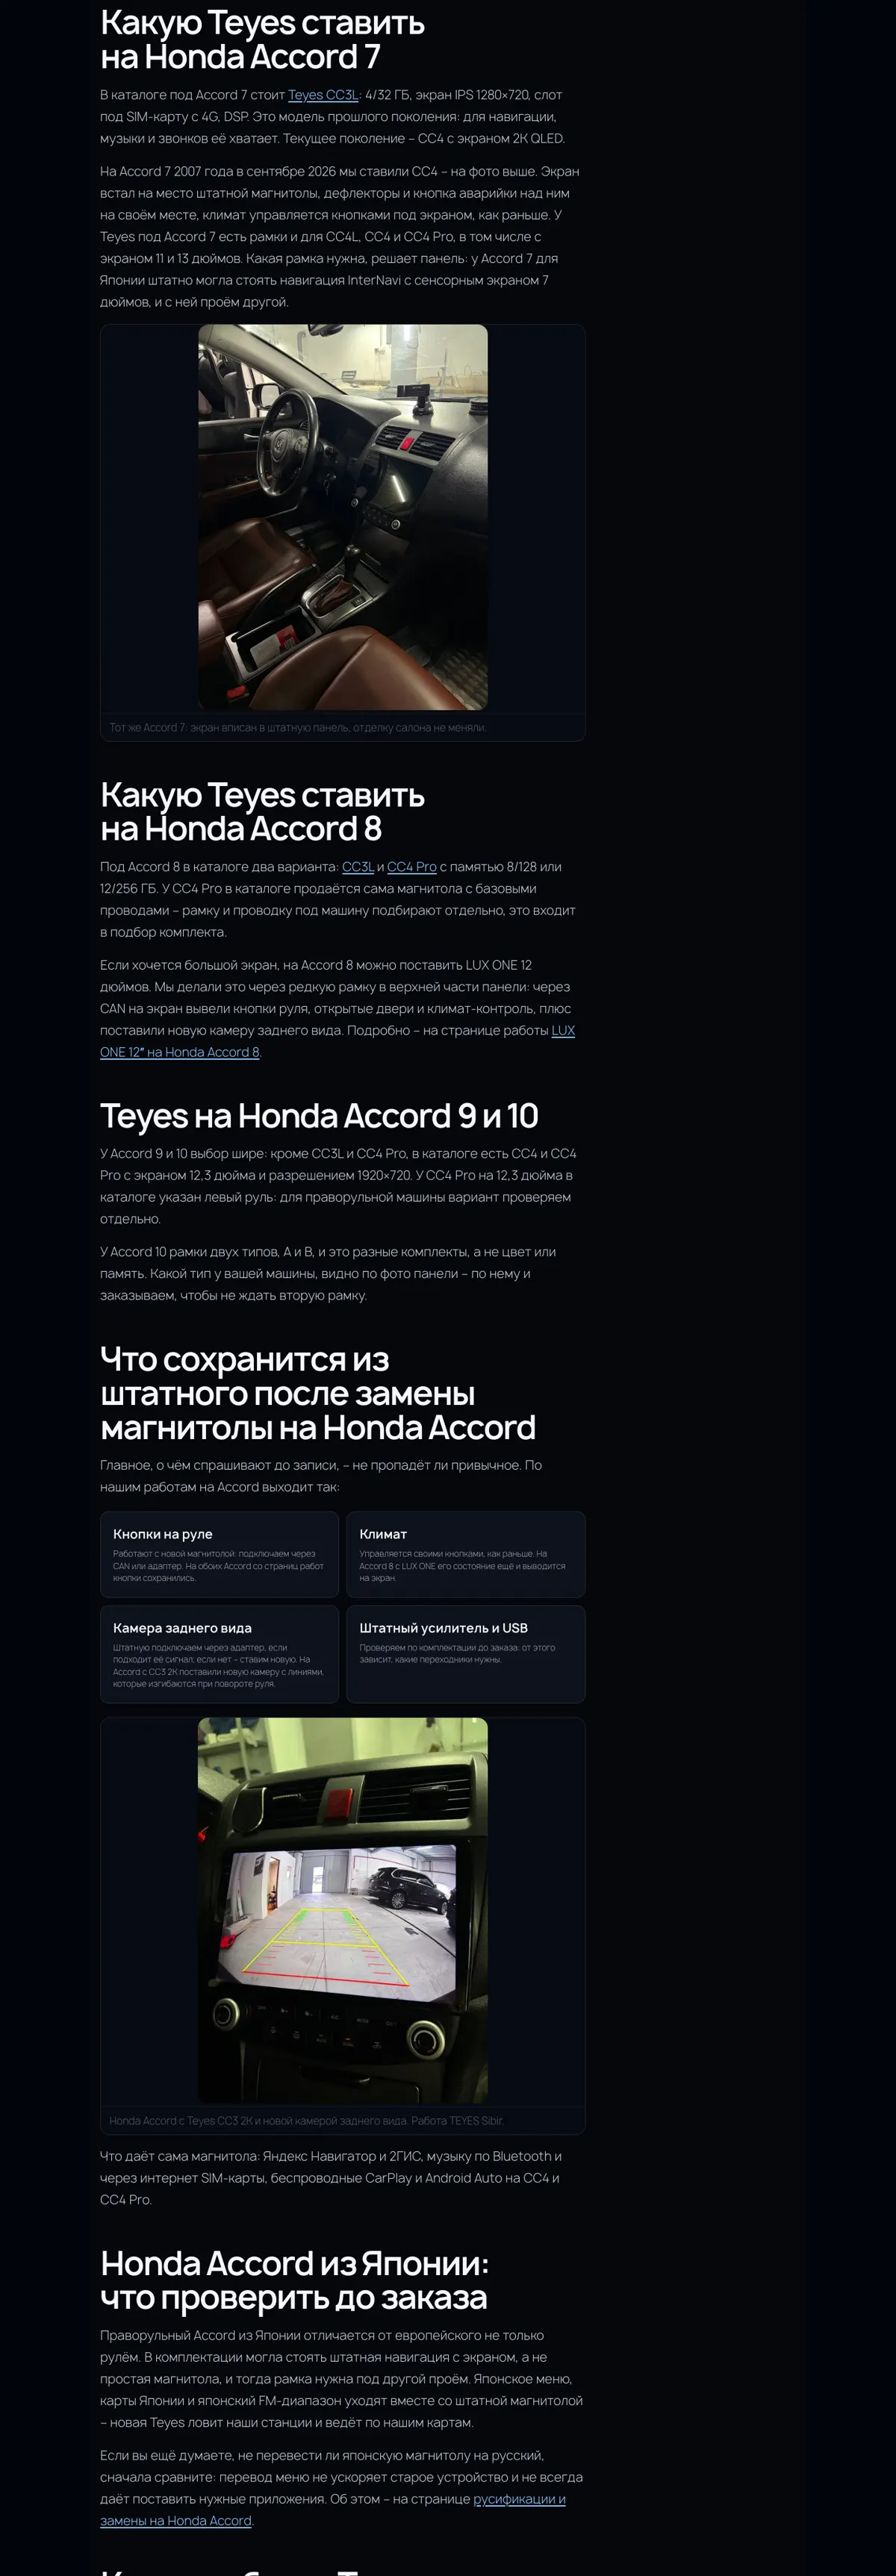 Какую Teyes ставить
на Honda Accord 7
В каталоге под Accord 7 стоит Teyes CC3L: 4/32 ГБ, экран IPS 1280×720, слот
под SIM-карту с 4G, DSP. Это модель прошлого поколения: для навигации,
музыки и звонков её хватает. Текущее поколение – CC4 с экраном 2K QLED.
На Accord 7 2007 года в сентябре 2026 мы ставили CC4 – на фото выше. Экран
встал на место штатной магнитолы, дефлекторы и кнопка аварийки над ним
на своём месте, климат управляется кнопками под экраном, как раньше. У
Teyes под Accord 7 есть рамки и для CC4L, CC4 и CC4 Pro, в том числе с
экраном 11 и 13 дюймов. Какая рамка нужна, решает панель: у Accord 7 для
Японии штатно могла стоять навигация InterNavi с сенсорным экраном 7
дюймов, и с ней проём другой.
Тот же Accord 7: экран вписан в штатную панель, отделку салона не меняли.
Какую Teyes ставить
на Honda Accord 8
Под Accord 8 в каталоге два варианта: CC3L и CC4 Pro с памятью 8/128 или
12/256 ГБ. У CC4 Pro в каталоге продаётся сама магнитола с базовыми
проводами – рамку и проводку под машину подбирают отдельно, это входит
в подбор комплекта.
Если хочется большой экран, на Accord 8 можно поставить LUX ONE 12
дюймов. Мы делали это через редкую рамку в верхней части панели: через
CAN на экран вывели кнопки руля, открытые двери и климат-контроль, плюс
поставили новую камеру заднего вида. Подробно – на странице работы LUX
ONE 12″ на Honda Accord 8.
Teyes на Honda Accord 9 и 10
У Accord 9 и 10 выбор шире: кроме CC3L и CC4 Pro, в каталоге есть CC4 и CC4
Pro с экраном 12,3 дюйма и разрешением 1920×720. У CC4 Pro на 12,3 дюйма в
каталоге указан левый руль: для праворульной машины вариант проверяем
отдельно.
У Accord 10 рамки двух типов, A и B, и это разные комплекты, а не цвет или
память. Какой тип у вашей машины, видно по фото панели – по нему и
заказываем, чтобы не ждать вторую рамку.
Что сохранится из
штатного после замены
магнитолы на Honda Accord
Главное, о чём спрашивают до записи, – не пропадёт ли привычное. По
нашим работам на Accord выходит так:
Кнопки на руле
Работают с новой магнитолой: подключаем через
CAN или адаптер. На обоих Accord со страниц работ
кнопки сохранились.
Климат
Управляется своими кнопками, как раньше. На
Accord 8 с LUX ONE его состояние ещё и выводится
на экран.
Камера заднего вида
Штатную подключаем через адаптер, если
подходит её сигнал; если нет – ставим новую. На
Accord с CC3 2K поставили новую камеру с линиями,
которые изгибаются при повороте руля.
Штатный усилитель и USB
Проверяем по комплектации до заказа: от этого
зависит, какие переходники нужны.
Honda Accord с Teyes CC3 2K и новой камерой заднего вида. Работа TEYES Sibir.
Что даёт сама магнитола: Яндекс Навигатор и 2ГИС, музыку по Bluetooth и
через интернет SIM-карты, беспроводные CarPlay и Android Auto на CC4 и
CC4 Pro.
Honda Accord из Японии:
что проверить до заказа
Праворульный Accord из Японии отличается от европейского не только
рулём. В комплектации могла стоять штатная навигация с экраном, а не
простая магнитола, и тогда рамка нужна под другой проём. Японское меню,
карты Японии и японский FM-диапазон уходят вместе со штатной магнитолой
– новая Teyes ловит наши станции и ведёт по нашим картам.
Если вы ещё думаете, не перевести ли японскую магнитолу на русский,
сначала сравните: перевод меню не ускоряет старое устройство и не всегда
даёт поставить нужные приложения. Об этом – на странице русификации и
замены на Honda Accord.